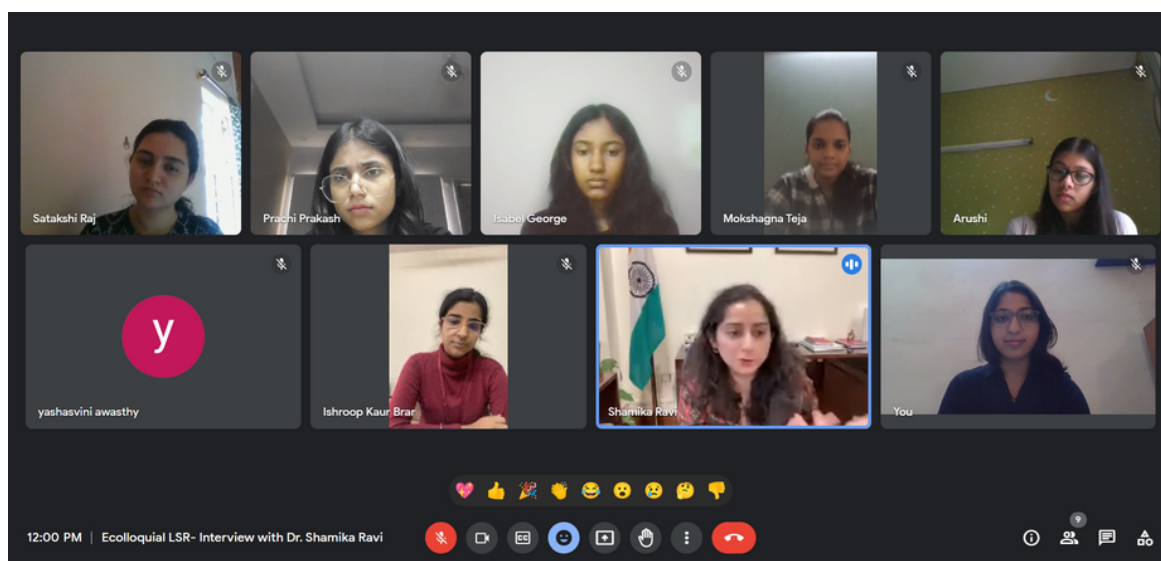 Satakshi Raj
Prachi Prakash
Isabel George
Mokshagna Teja
Arushi
y
yashasvini awasthy
Ishroop Kaur Brar
Shamika Ravi
You
9
12:00 PM | Ecolloquial LSR- Interview with Dr. Shamika Ravi